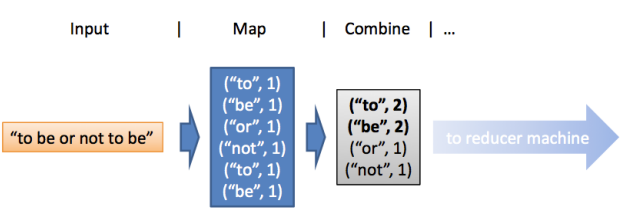 Input | Map | Combine | ...
“to be or not to be”
(“to”, 1)
(“be”, 1)
(“or”, 1)
(“not”, 1)
(“to”, 1)
(“be”, 1)
(“to”, 2)
(“be”, 2)
(“or”, 1)
(“not”, 1)
to reducer machine